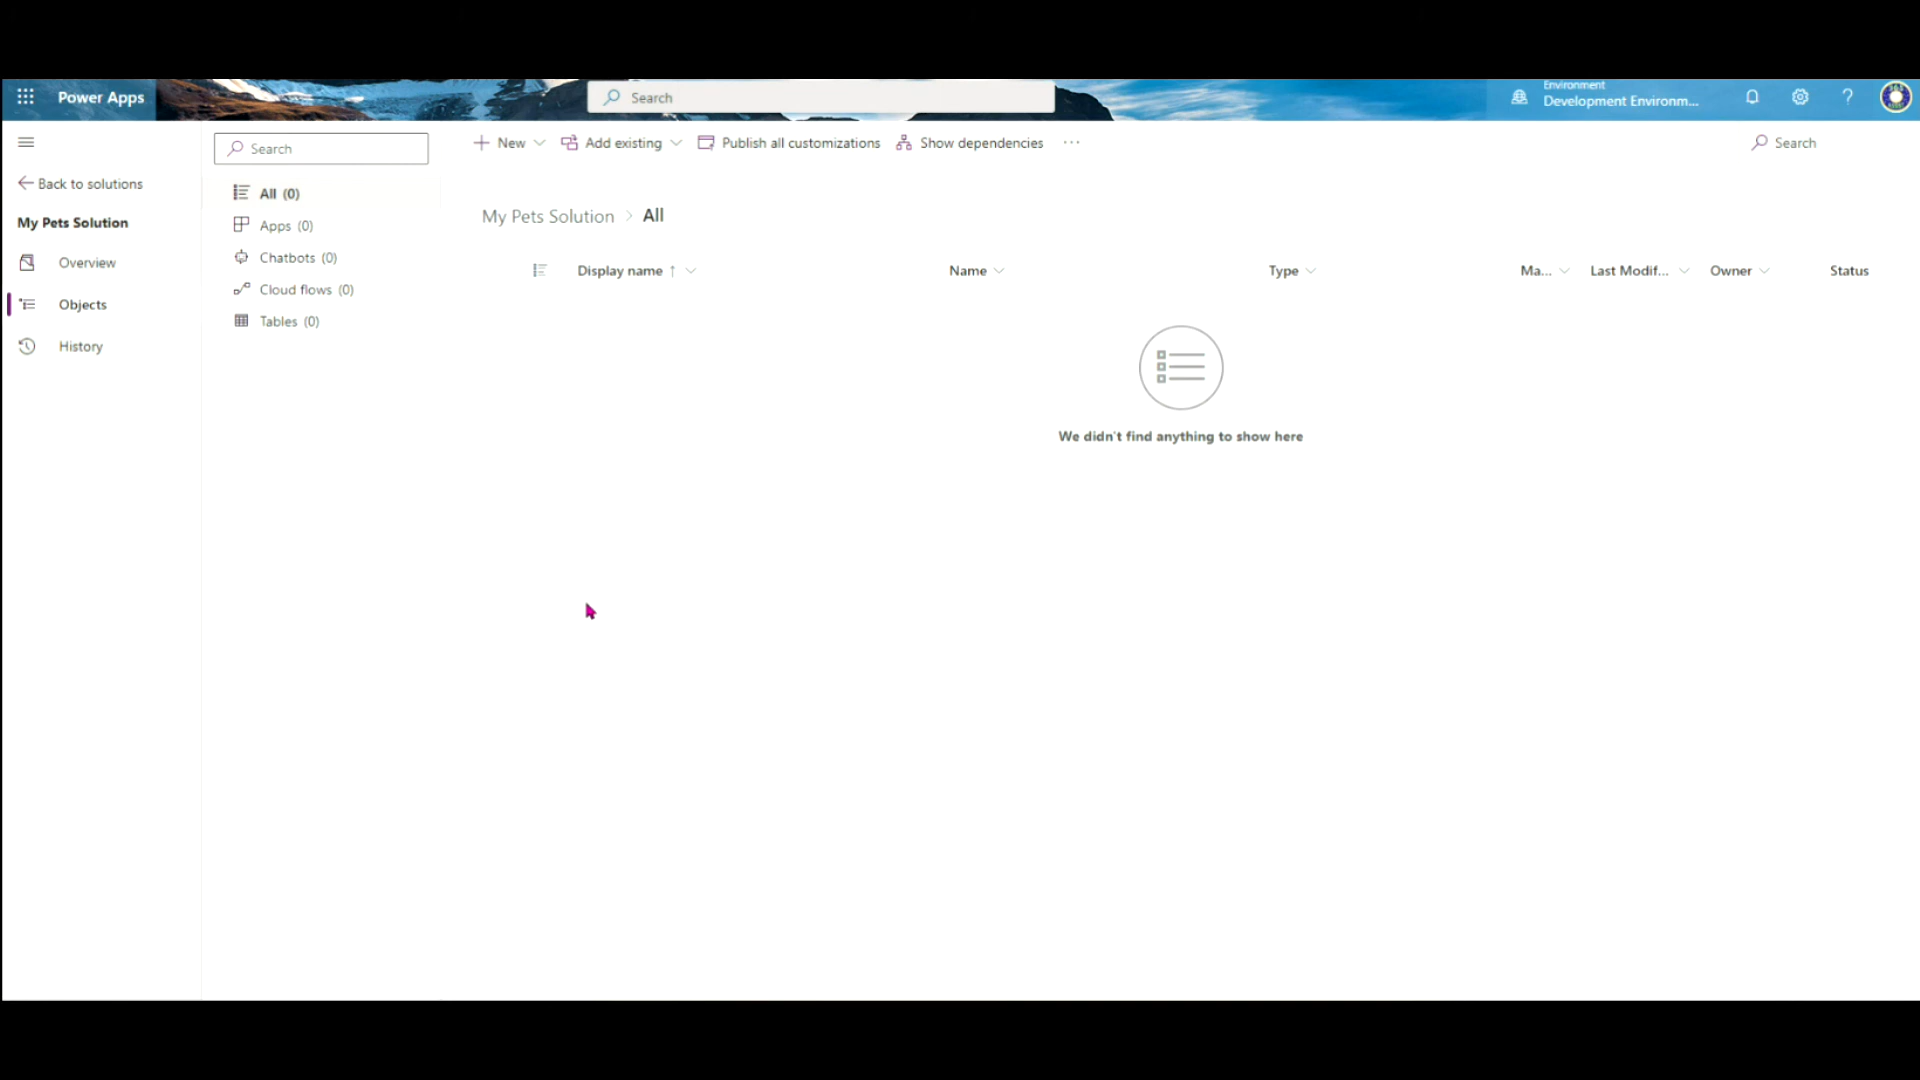 Power Apps
Search
Environment
Development Environm...
?
Search
New
Add existing
Publish all customizations
Show dependencies
...
Search
Back to solutions
My Pets Solution
Overview
Objects
History
All (0)
Apps (0)
Chatbots (0)
Cloud flows (0)
Tables (0)
My Pets Solution > All
Display name ↑
Name
Type
Ma...
Last Modif...
Owner
Status
We didn't find anything to show here